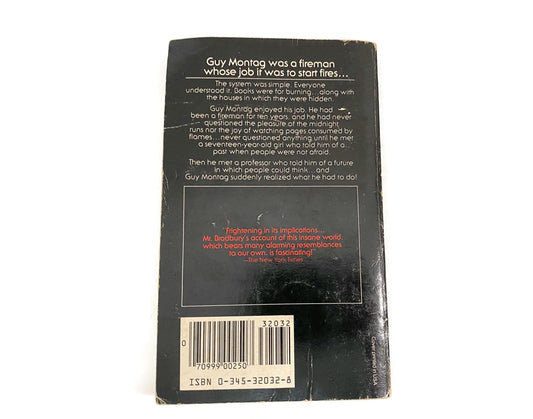 Guy Montag was a fireman
whose job it was to start fires...
The system was simple. Everyone
understood it. Books were for burning...along with
the houses in which they were hidden.
Guy Montag enjoyed his job. He had
been a fireman for ten years, and he had never
questioned the pleasure of the midnight
runs nor the joy of watching pages consumed by
flames...never questioned anything until he met
a seventeen-year-old girl who told him of a
past when people were not afraid.
Then he met a professor who told him of a future
in which people could think...and
Guy Montag suddenly realized what he had to do!
"Frightening in its implications...
Mr. Bradbury's account of this insane world,
which bears many alarming resemblances
to our own, is fascinating!"
—The New York Times
32032
0
70999 00250
ISBN 0-345-32032-8
Cover printed in USA